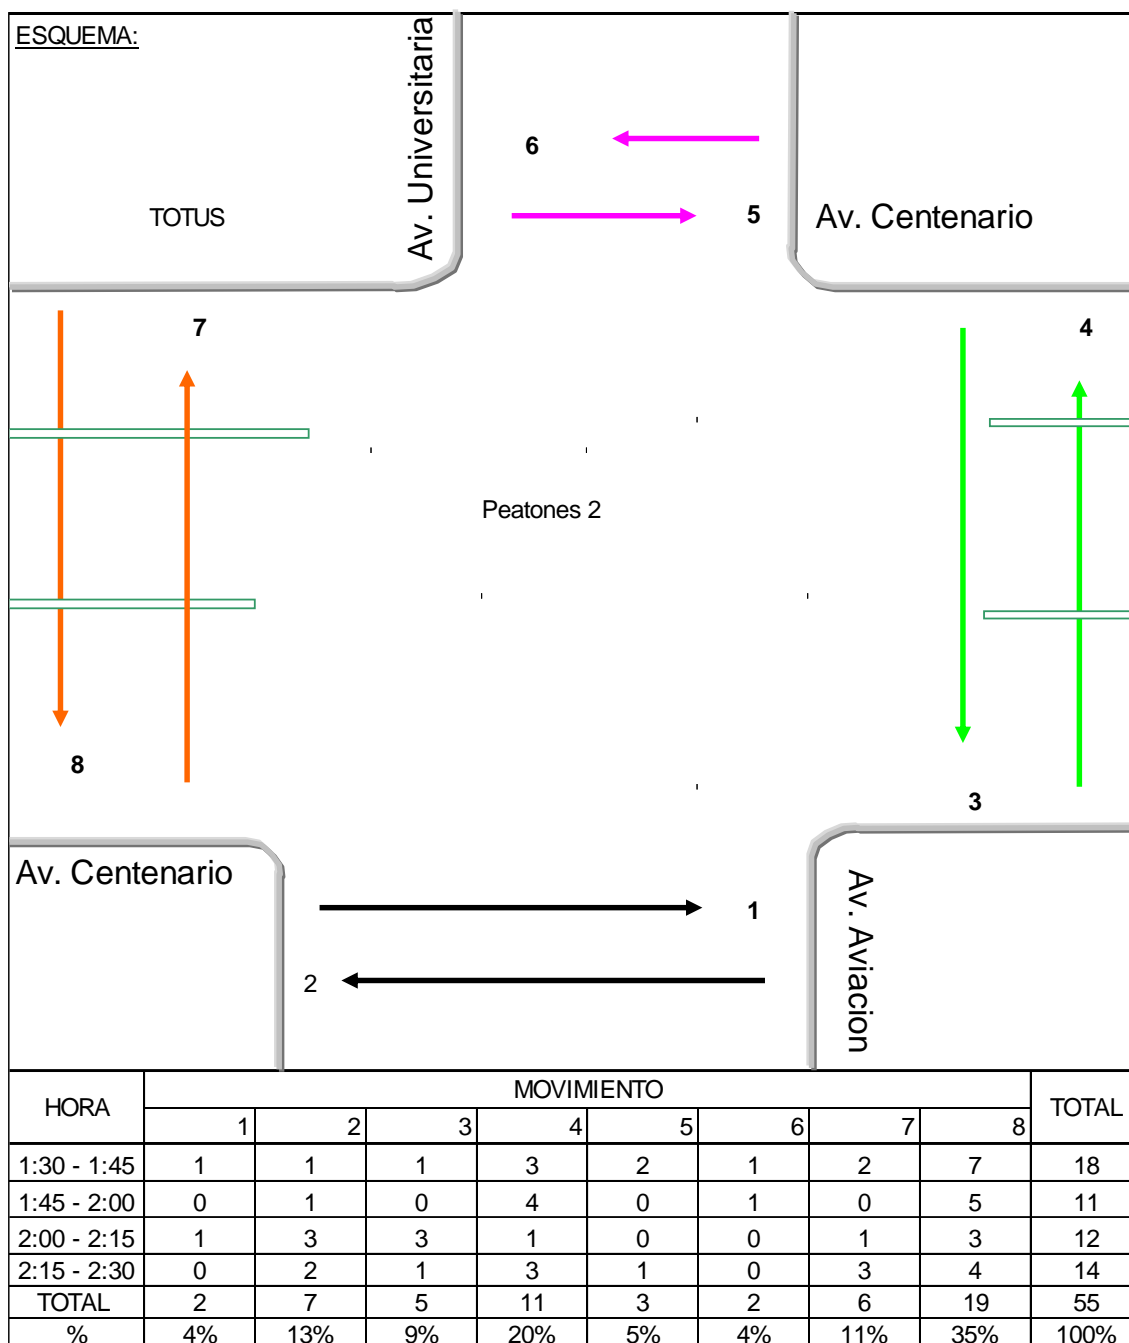 ESQUEMA:
Av. Universitaria
6
TOTUS
5
Av. Centenario
7
4
Peatones 2
8
3
Av. Centenario
1
Av. Aviacion
2
HORA MOVIMIENTO TOTAL
1 2 3 4 5 6 7 8
1:30 - 1:45 1 1 1 3 2 1 2 7 18
1:45 - 2:00 0 1 0 4 0 1 0 5 11
2:00 - 2:15 1 3 3 1 0 0 1 3 12
2:15 - 2:30 0 2 1 3 1 0 3 4 14
TOTAL 2 7 5 11 3 2 6 19 55
% 4% 13% 9% 20% 5% 4% 11% 35% 100%